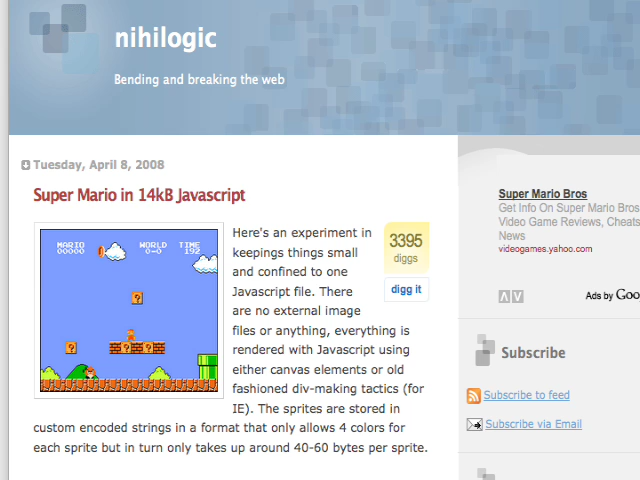 nihilogic
Bending and breaking the web
Tuesday, April 8, 2008
Super Mario in 14kB Javascript
MARIO WORLD TIME
00000 0-0 192
Here's an experiment in
keepings things small
and confined to one
Javascript file. There
are no external image
files or anything, everything is
rendered with Javascript using
either canvas elements or old
fashioned div-making tactics (for
IE). The sprites are stored in
custom encoded strings in a format that only allows 4 colors for
each sprite but in turn only takes up around 40-60 bytes per sprite.
3395
diggs
digg it
Super Mario Bros
Get Info On Super Mario Bros
Video Game Reviews, Cheats
News
videogames.yahoo.com
Ads by Goo
Subscribe
Subscribe to feed
Subscribe via Email